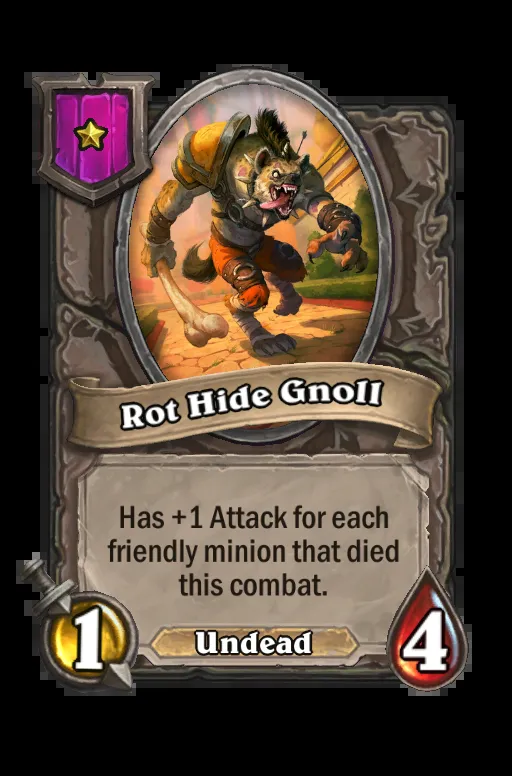 Rot Hide Gnoll
Has +1 Attack for each
friendly minion that died
this combat.
1
Undead
4